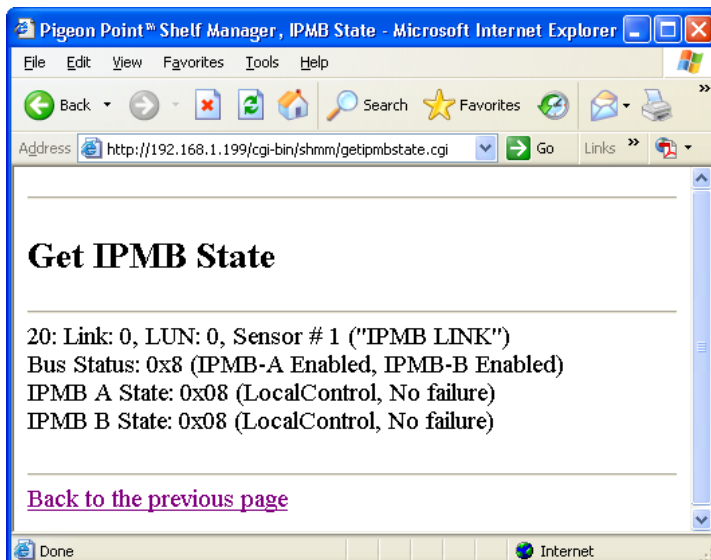 Pigeon Point™ Shelf Manager, IPMB State - Microsoft Internet Explorer
File Edit View Favorites Tools Help
Back Search Favorites »
Address http://192.168.1.199/cgi-bin/shmm/getipmbstate.cgi Go Links »
Get IPMB State
20: Link: 0, LUN: 0, Sensor # 1 ("IPMB LINK")
Bus Status: 0x8 (IPMB-A Enabled, IPMB-B Enabled)
IPMB A State: 0x08 (LocalControl, No failure)
IPMB B State: 0x08 (LocalControl, No failure)
Back to the previous page
Done Internet